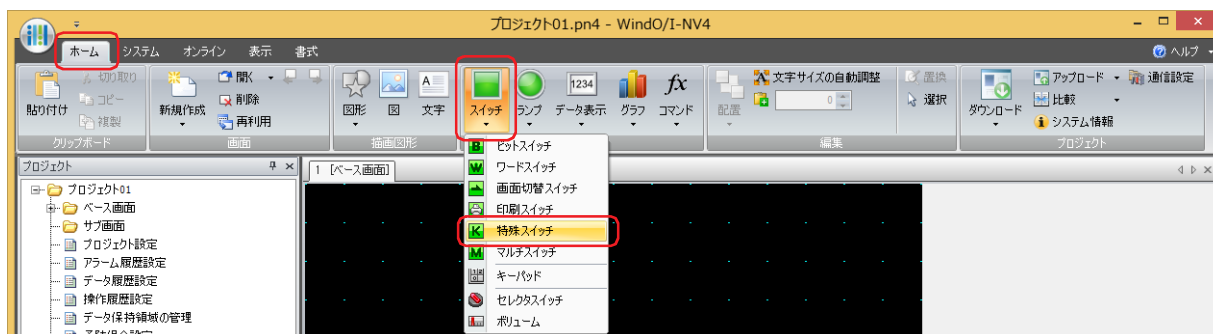 プロジェクト01.pn4 - WindO/I-NV4
ホーム システム オンライン 表示 書式 ヘルプ
貼り付け 切り取り コピー 複製
新規作成 開く 削除 再利用
図形 図 文字
スイッチ ランプ データ表示 グラフ コマンド
1234
fx
配置 文字サイズの自動調整 0 置換 選択
ダウンロード アップロード 比較 システム情報 通信設定
クリップボード 画面 描画図形 編集 プロジェクト
プロジェクト
1 [ベース画面]
プロジェクト01
ベース画面
サブ画面
プロジェクト設定
アラーム履歴設定
データ履歴設定
操作履歴設定
データ保持領域の管理
B ビットスイッチ
W ワードスイッチ
画面切替スイッチ
印刷スイッチ
K 特殊スイッチ
M マルチスイッチ
キーパッド
セレクタスイッチ
ボリューム